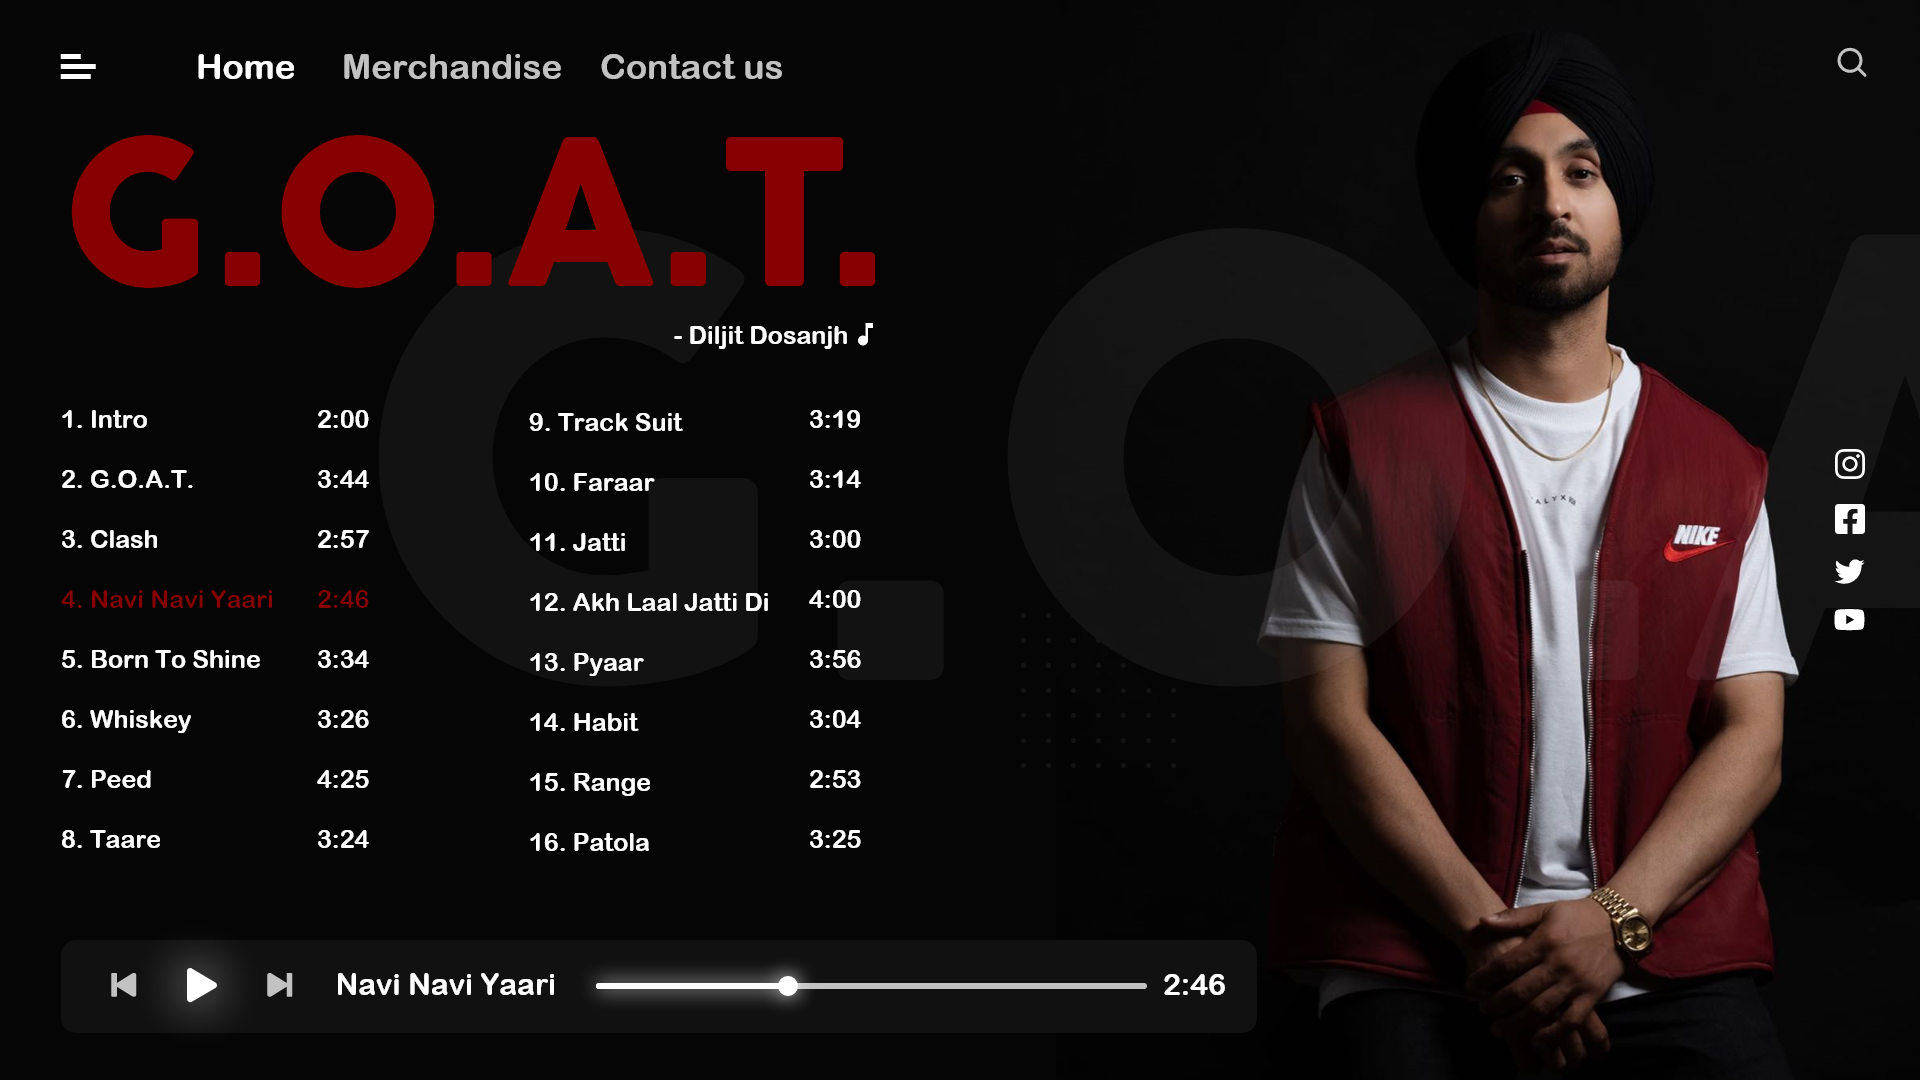 Home Merchandise Contact us
G.O.A.T.
- Diljit Dosanjh
1. Intro 2:00
2. G.O.A.T. 3:44
3. Clash 2:57
4. Navi Navi Yaari 2:46
5. Born To Shine 3:34
6. Whiskey 3:26
7. Peed 4:25
8. Taare 3:24
9. Track Suit 3:19
10. Faraar 3:14
11. Jatti 3:00
12. Akh Laal Jatti Di 4:00
13. Pyaar 3:56
14. Habit 3:04
15. Range 2:53
16. Patola 3:25
G.O.A
ALYX
NIKE
Navi Navi Yaari 2:46